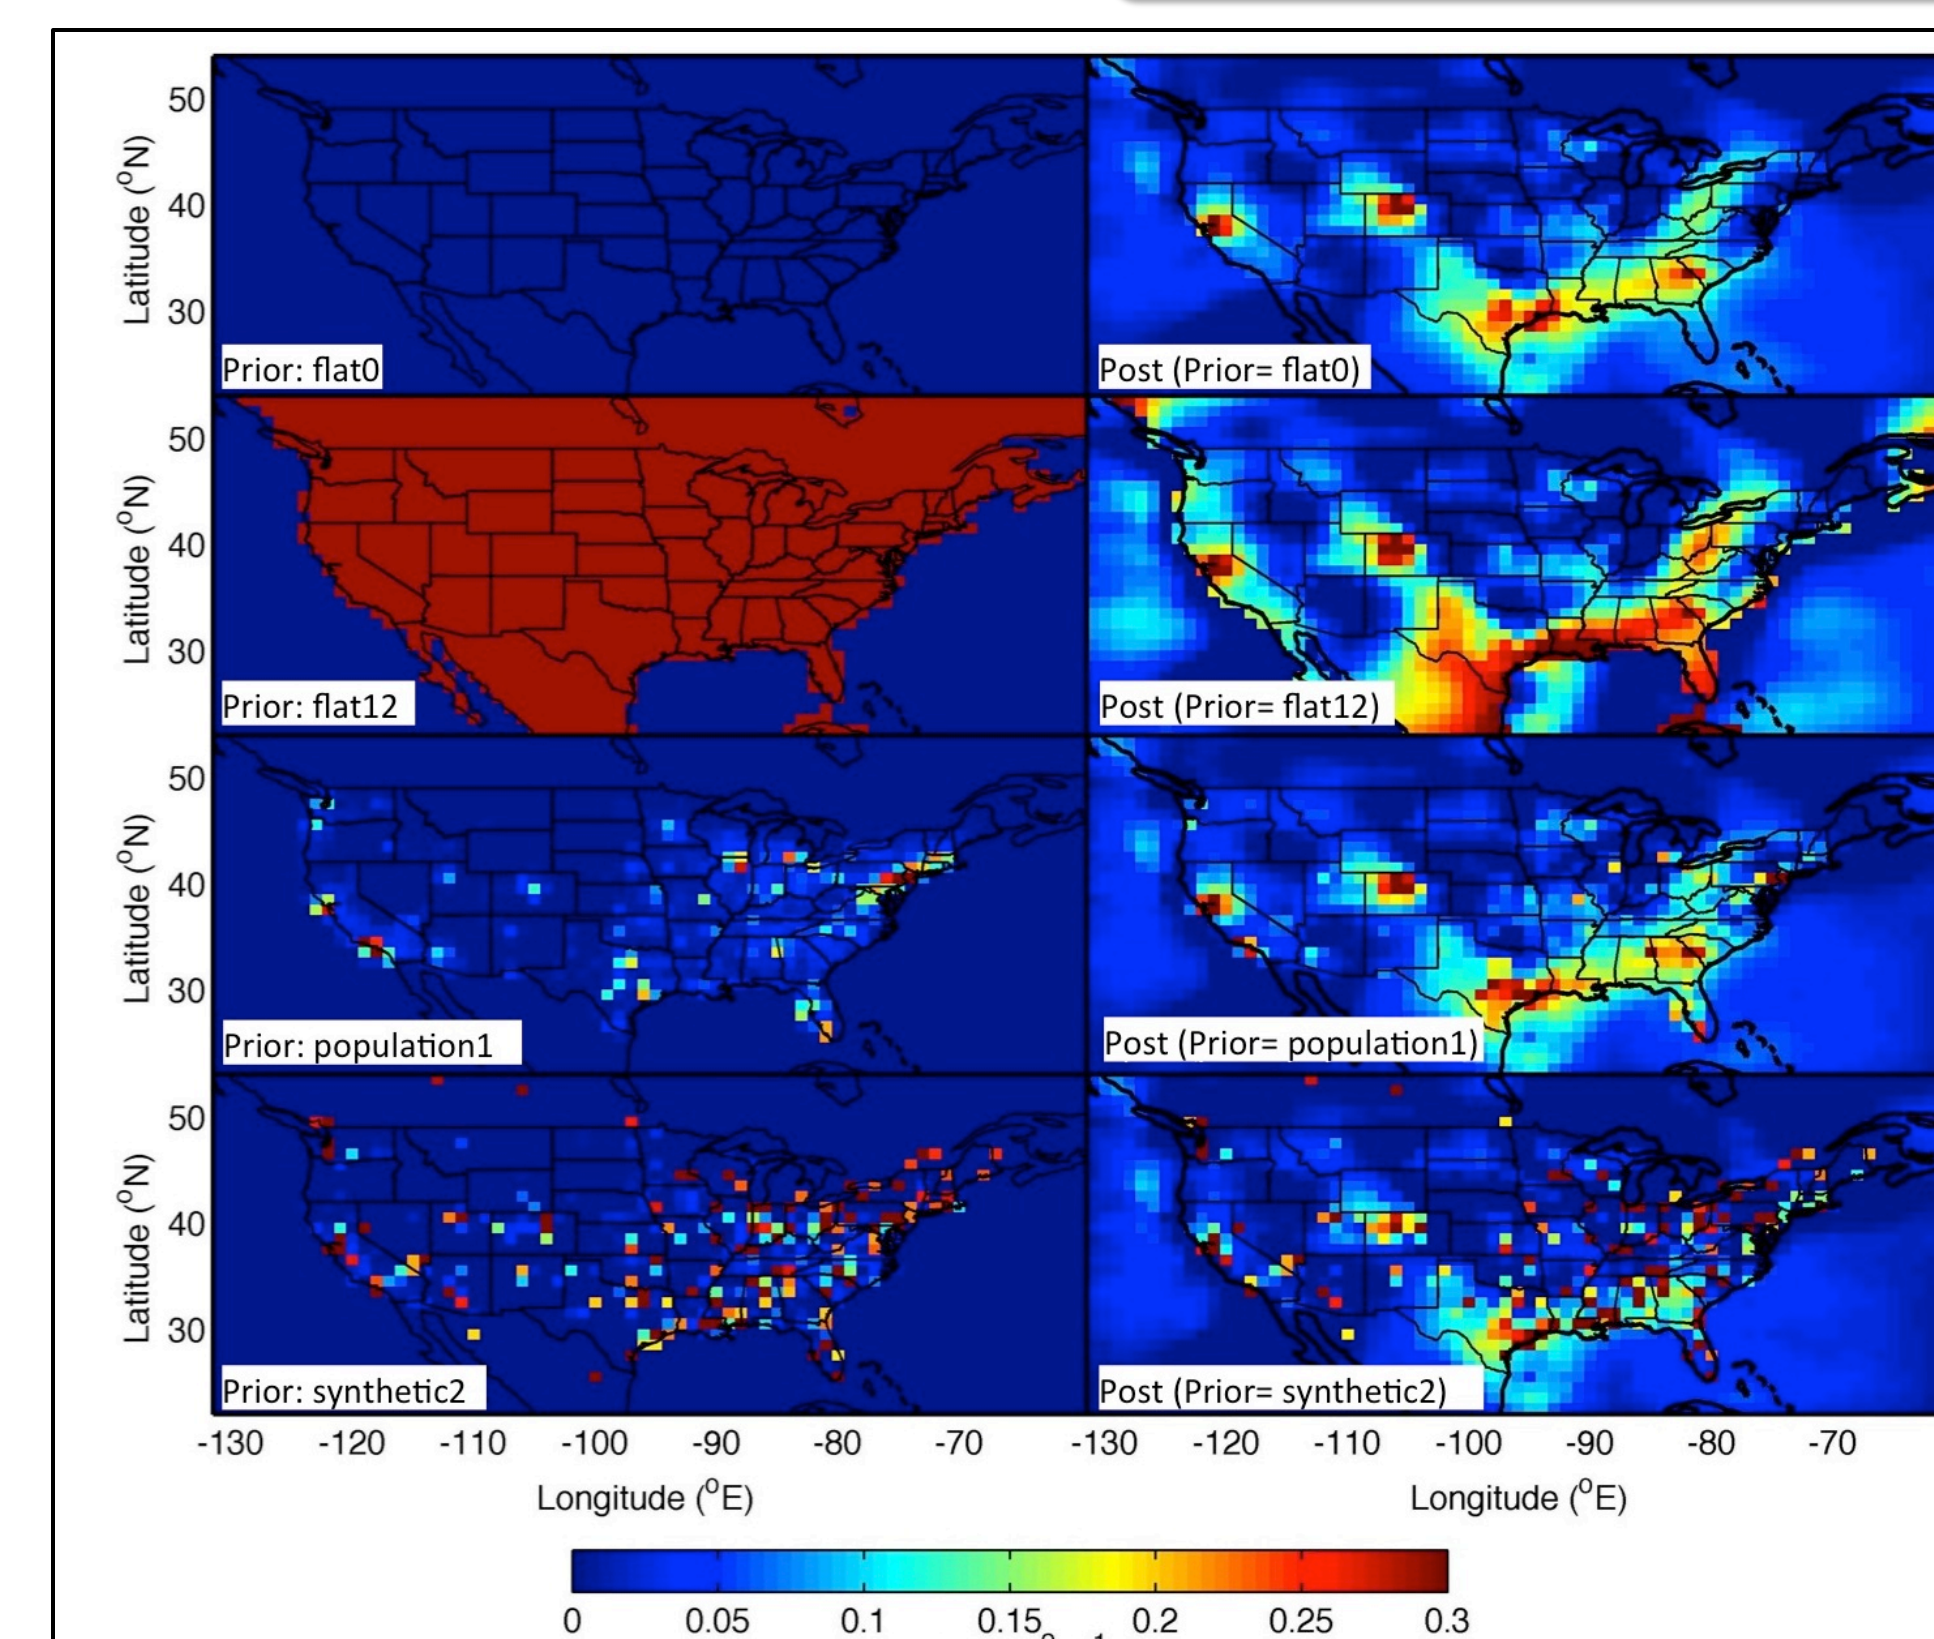 50
40
30
Latitude (°N)
Prior: flat0
Post (Prior= flat0)
50
40
30
Latitude (°N)
Prior: flat12
Post (Prior= flat12)
50
40
30
Latitude (°N)
Prior: population1
Post (Prior= population1)
50
40
30
Latitude (°N)
Prior: synthetic2
Post (Prior= synthetic2)
-130 -120 -110 -100 -90 -80 -70 -130 -120 -110 -100 -90 -80 -70
Longitude (°E) Longitude (°E)
0 0.05 0.1 0.15 0.2 0.25 0.3